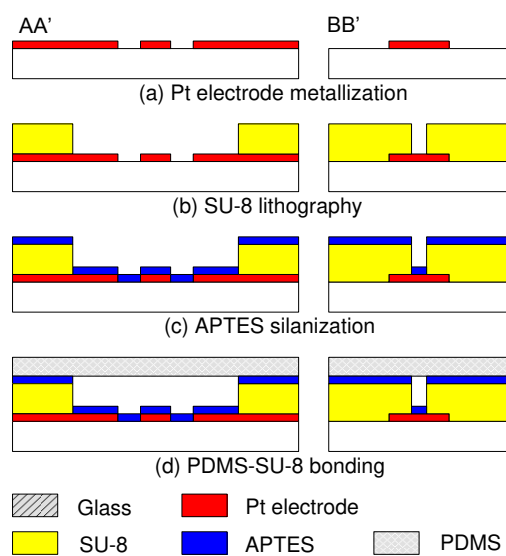 AA’ BB’
(a) Pt electrode metallization
(b) SU-8 lithography
(c) APTES silanization
(d) PDMS-SU-8 bonding
Glass Pt electrode
SU-8 APTES PDMS